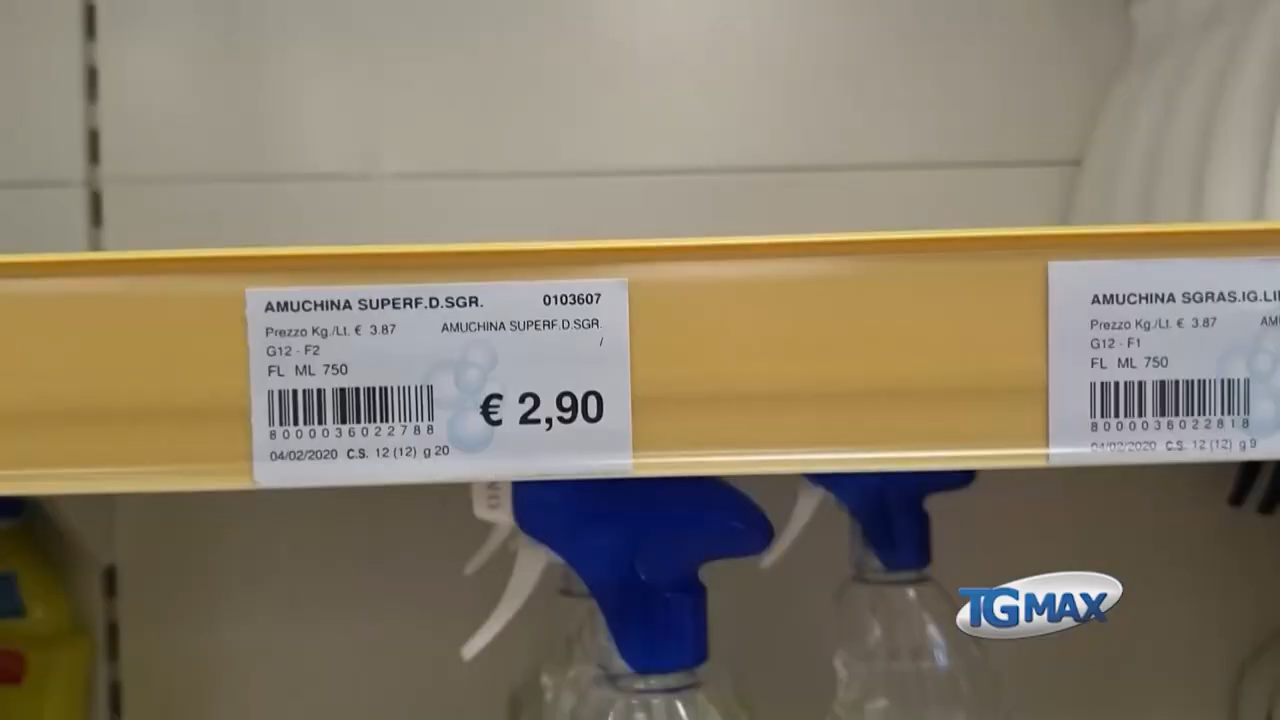 AMUCHINA SUPERF.D.SGR. 0103607
Prezzo Kg./Lt. € 3.87 AMUCHINA SUPERF.D.SGR.
/
G12 - F2
FL ML 750
€ 2,90
8000036022788
04/02/2020 C.S. 12 (12) g 20
AMUCHINA SGRAS.IG.
Prezzo Kg./Lt. € 3.87
G12 - F1
FL ML 750
8000036022818
04/02/2020 C.S. 12 (12) g 9
TGMAX